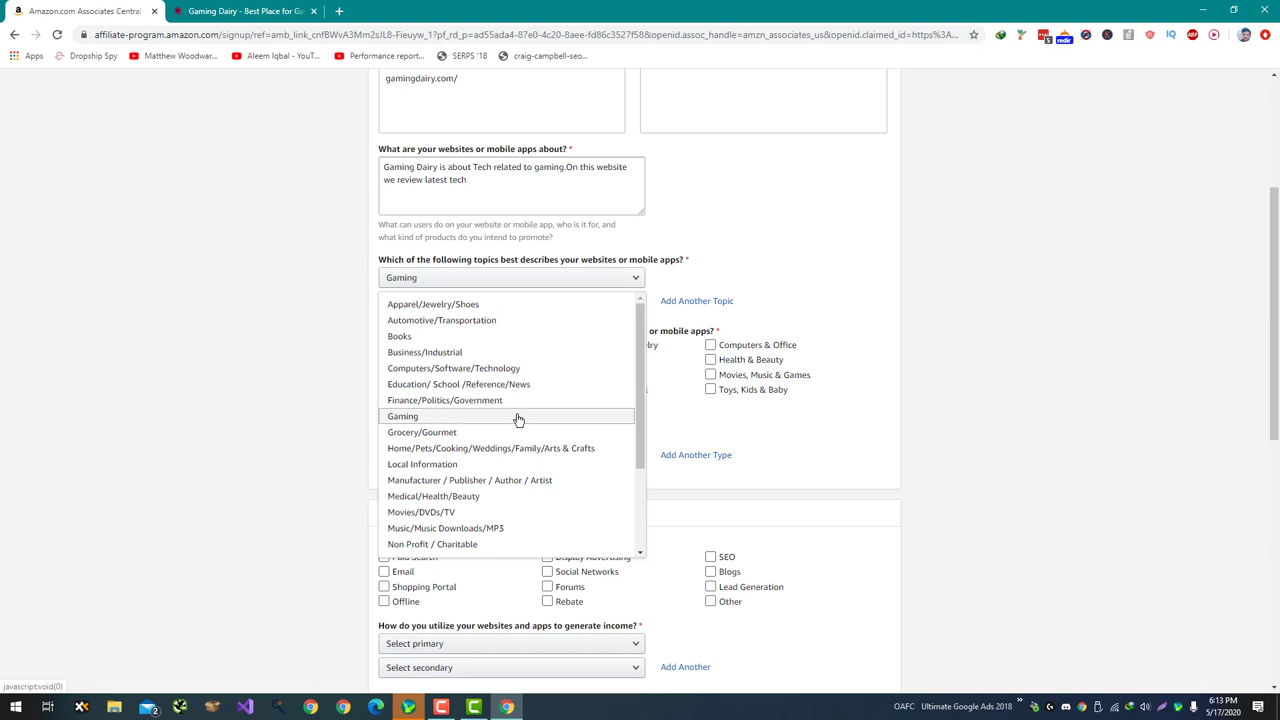 Amazon.com Associates Central
Gaming Dairy - Best Place for Ga
affiliate-program.amazon.com/signup/ref=amb_link_cnfBWvA3Mm2sJL8-Fieuyw_1?pf_rd_p=ad55ada4-87e0-4c20-8aee-fd86c3527f58&openid.assoc_handle=amzn_associates_us&openid.claimed_id=https%3A...
Apps
Dropship Spy
Matthew Woodwar...
Aleem Iqbal - YouT...
Performance report...
SERPS '18
craig-campbell-seo...
gamingdairy.com/
What are your websites or mobile apps about? *
Gaming Dairy is about Tech related to gaming.On this website
we review latest tech
What can users do on your website or mobile app, who is it for, and
what kind of products do you intend to promote?
Which of the following topics best describes your websites or mobile apps? *
Gaming
Apparel/Jewelry/Shoes
Automotive/Transportation
Books
Business/Industrial
Computers/Software/Technology
Education/ School /Reference/News
Finance/Politics/Government
Gaming
Grocery/Gourmet
Home/Pets/Cooking/Weddings/Family/Arts & Crafts
Local Information
Manufacturer / Publisher / Author / Artist
Medical/Health/Beauty
Movies/DVDs/TV
Music/Music Downloads/MP3
Non Profit / Charitable
Add Another Topic
or mobile apps? *
elry
Computers & Office
Health & Beauty
Movies, Music & Games
Toys, Kids & Baby
Add Another Type
Paid Search
Display Advertising
SEO
Email
Social Networks
Blogs
Shopping Portal
Forums
Lead Generation
Offline
Rebate
Other
How do you utilize your websites and apps to generate income? *
Select primary
Select secondary
Add Another
javascript:void(0)
OAFC
Ultimate Google Ads 2018
6:13 PM
5/17/2020